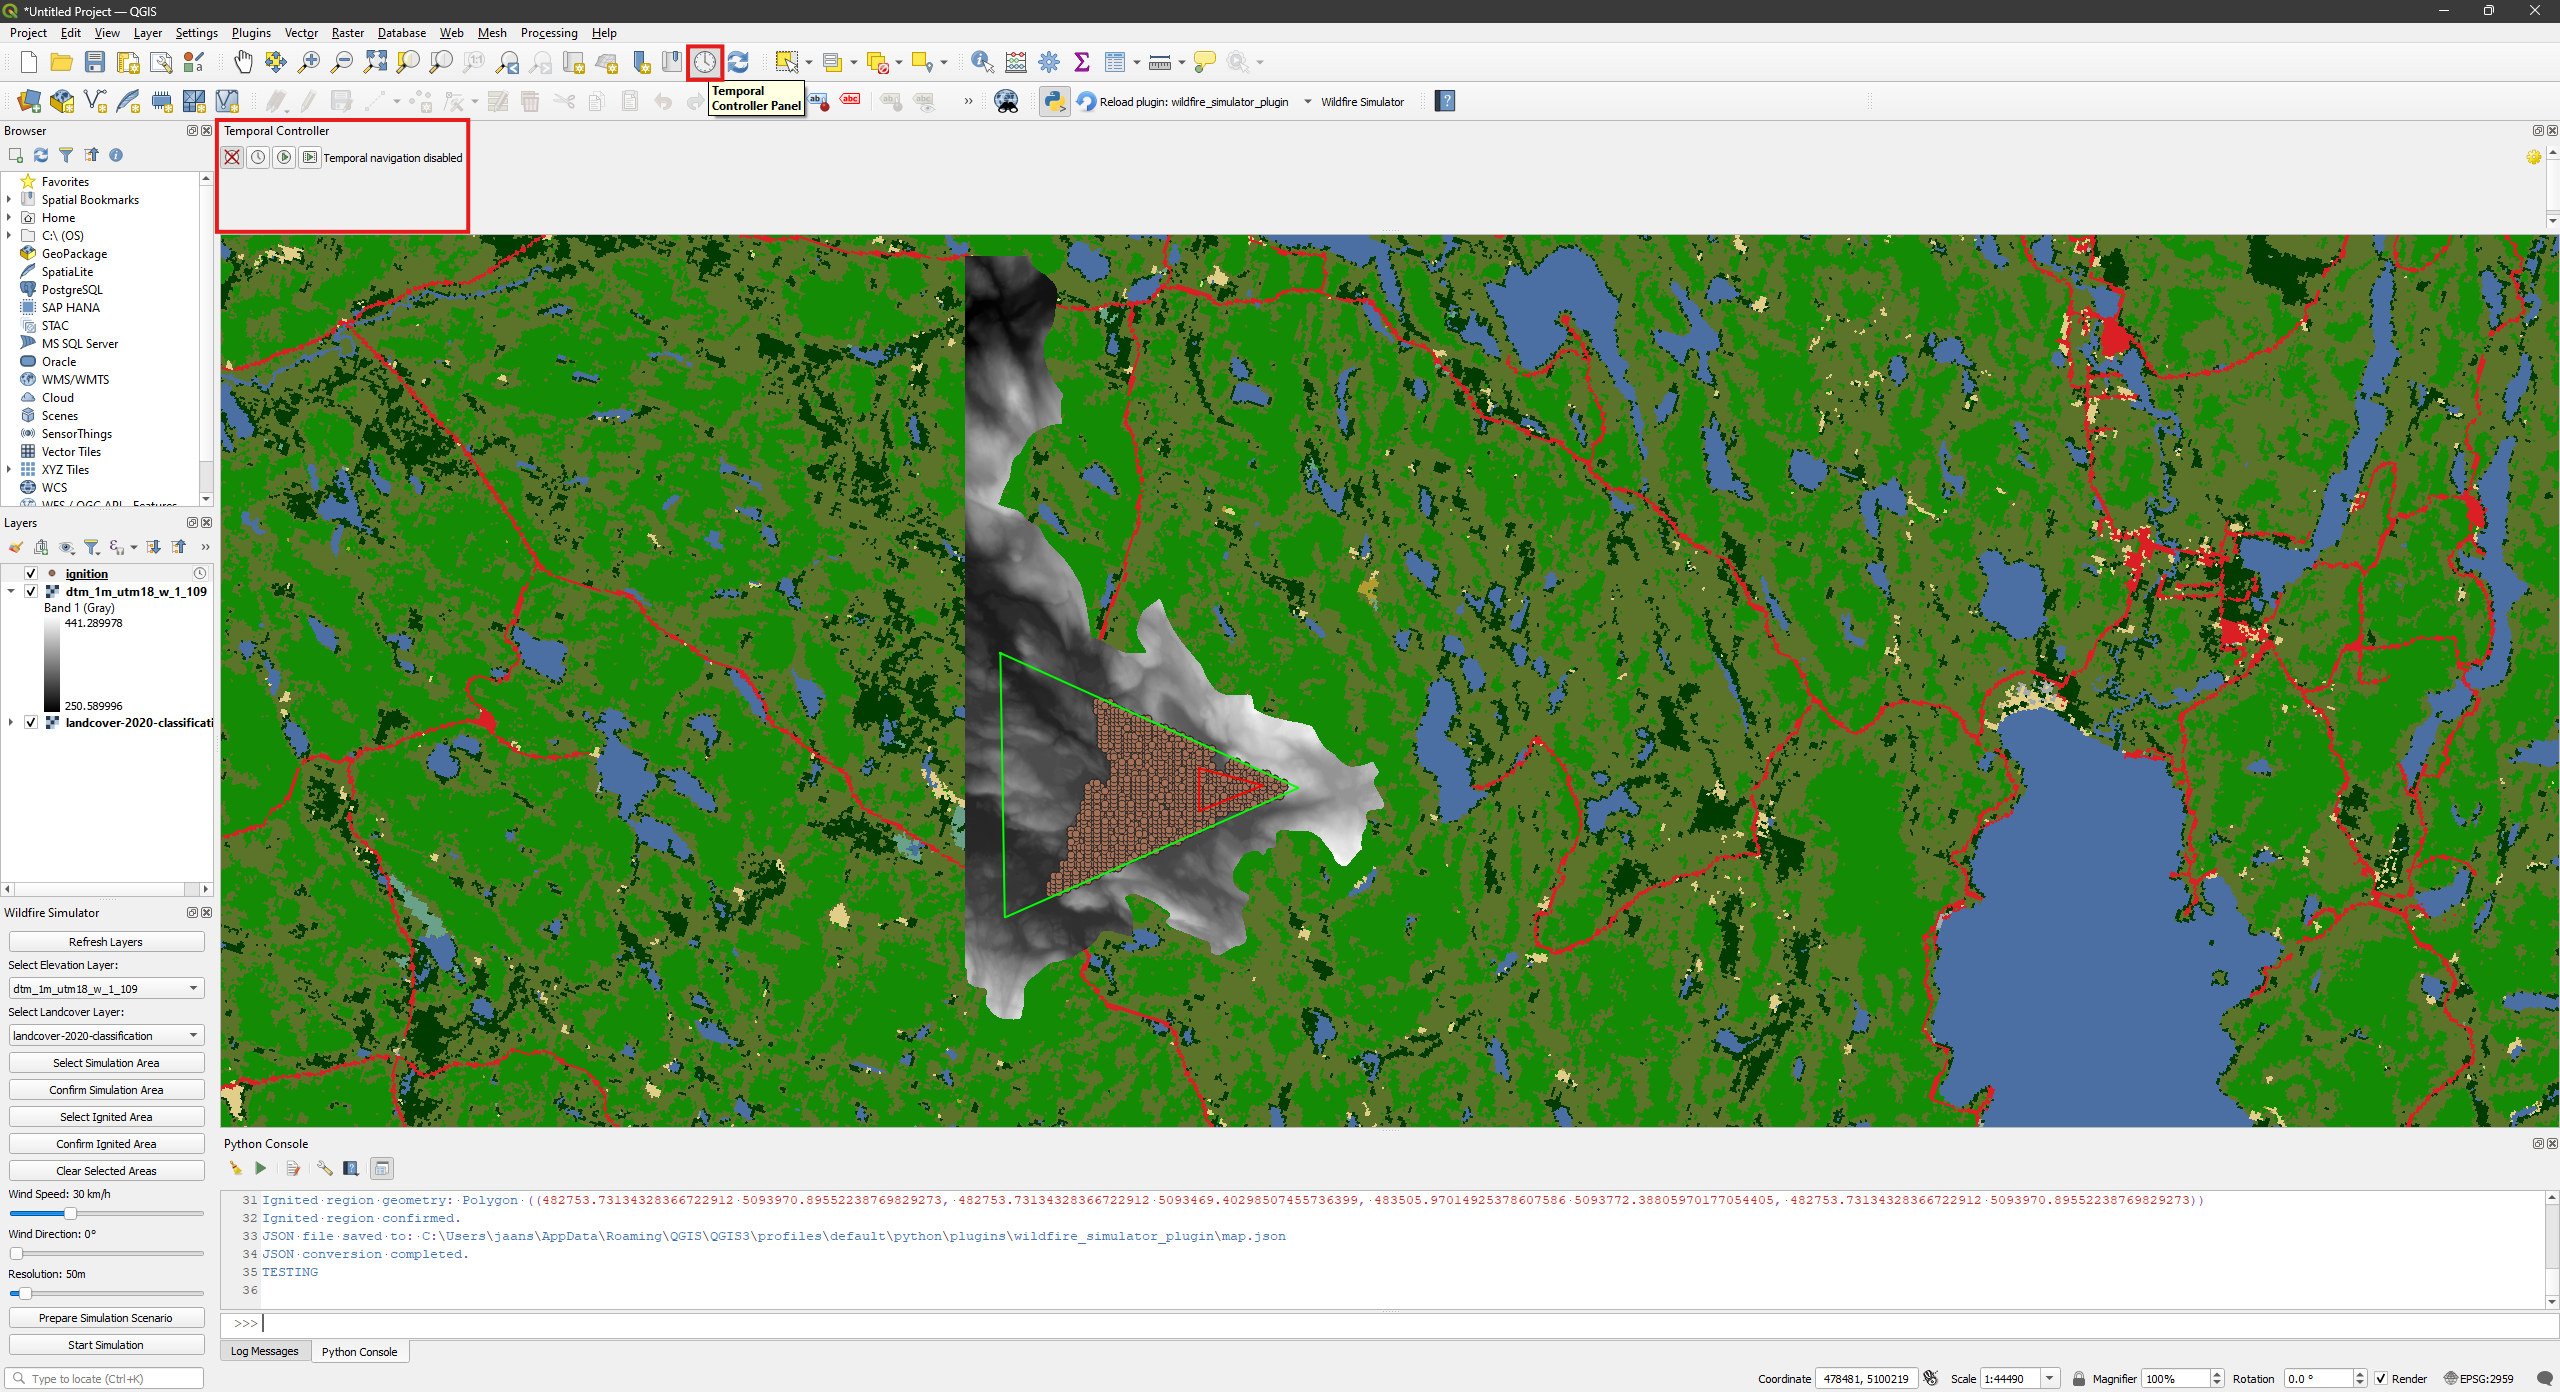 *Untitled Project — QGIS
Project Edit View Layer Settings Plugins Vector Raster Database Web Mesh Processing Help
Temporal
Controller Panel
Reload plugin: wildfire_simulator_plugin Wildfire Simulator
Browser
Favorites
Spatial Bookmarks
Home
C:\ (OS)
GeoPackage
SpatiaLite
PostgreSQL
SAP HANA
STAC
MS SQL Server
Oracle
WMS/WMTS
Cloud
Scenes
SensorThings
Vector Tiles
XYZ Tiles
WCS
WFS / OGC API - Features
Temporal Controller
Temporal navigation disabled
Layers
ignition
dtm_1m_utm18_w_1_109
Band 1 (Gray)
441.289978
250.589996
landcover-2020-classificati
Wildfire Simulator
Refresh Layers
Select Elevation Layer:
dtm_1m_utm18_w_1_109
Select Landcover Layer:
landcover-2020-classification
Select Simulation Area
Confirm Simulation Area
Select Ignited Area
Confirm Ignited Area
Clear Selected Areas
Wind Speed: 30 km/h
Wind Direction: 0°
Resolution: 50m
Prepare Simulation Scenario
Start Simulation
Type to locate (Ctrl+K)
Python Console
31 Ignited region geometry: Polygon ((482753.73134328366722912 5093970.89552238769829273, 482753.73134328366722912 5093469.40298507455736399, 483505.97014925378607586 5093772.38805970177054405, 482753.73134328366722912 5093970.89552238769829273))
32 Ignited region confirmed.
33 JSON file saved to: C:\Users\jaans\AppData\Roaming\QGIS\QGIS3\profiles\default\python\plugins\wildfire_simulator_plugin\map.json
34 JSON conversion completed.
35 TESTING
36
>>>
Log Messages Python Console
Coordinate 478481, 5100219 Scale 1:44490 Magnifier 100% Rotation 0.0 ° Render EPSG:2959